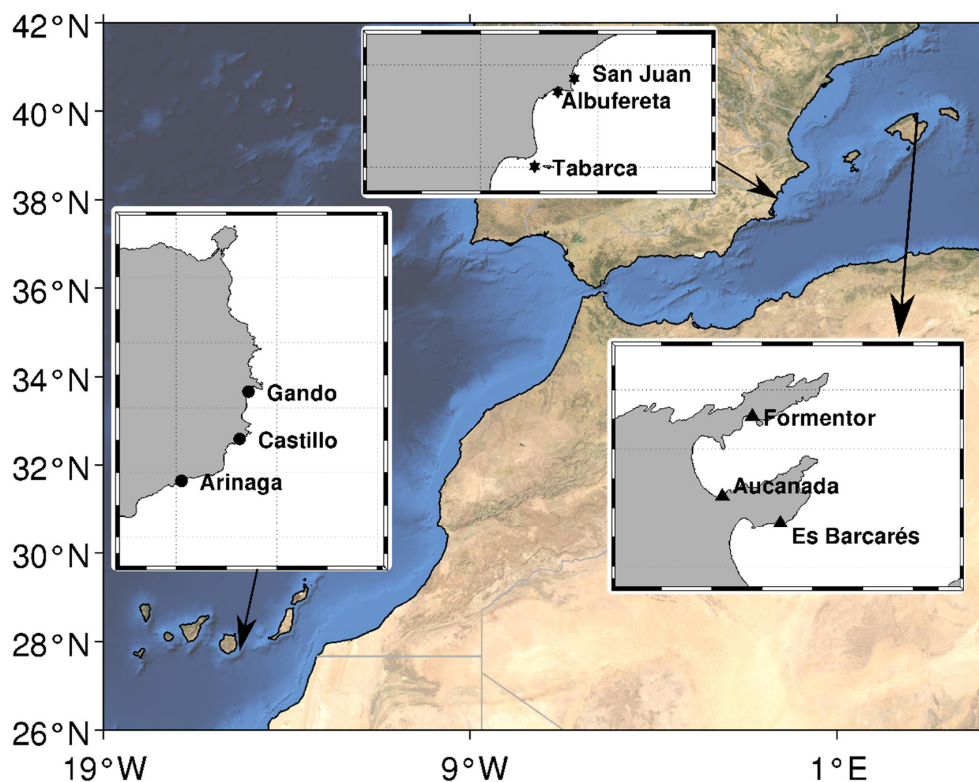 42°N
40°N
38°N
36°N
34°N
32°N
30°N
28°N
26°N
19°W
9°W
1°E
San Juan
Albufereta
Tabarca
Gando
Castillo
Arinaga
Formentor
Aucanada
Es Barcarés